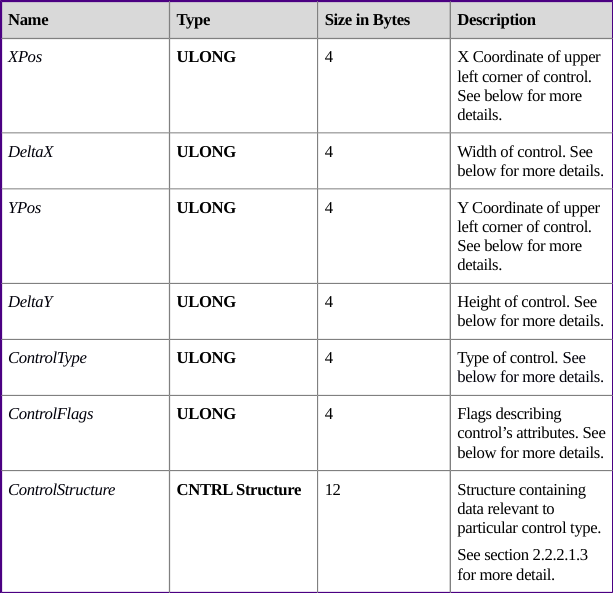 Name Type Size in Bytes Description
XPos ULONG 4 X Coordinate of upper
left corner of control.
See below for more
details.
DeltaX ULONG 4 Width of control. See
below for more details.
YPos ULONG 4 Y Coordinate of upper
left corner of control.
See below for more
details.
DeltaY ULONG 4 Height of control. See
below for more details.
ControlType ULONG 4 Type of control. See
below for more details.
ControlFlags ULONG 4 Flags describing
control’s attributes. See
below for more details.
ControlStructure CNTRL Structure 12 Structure containing
data relevant to
particular control type.
See section 2.2.2.1.3
for more detail.